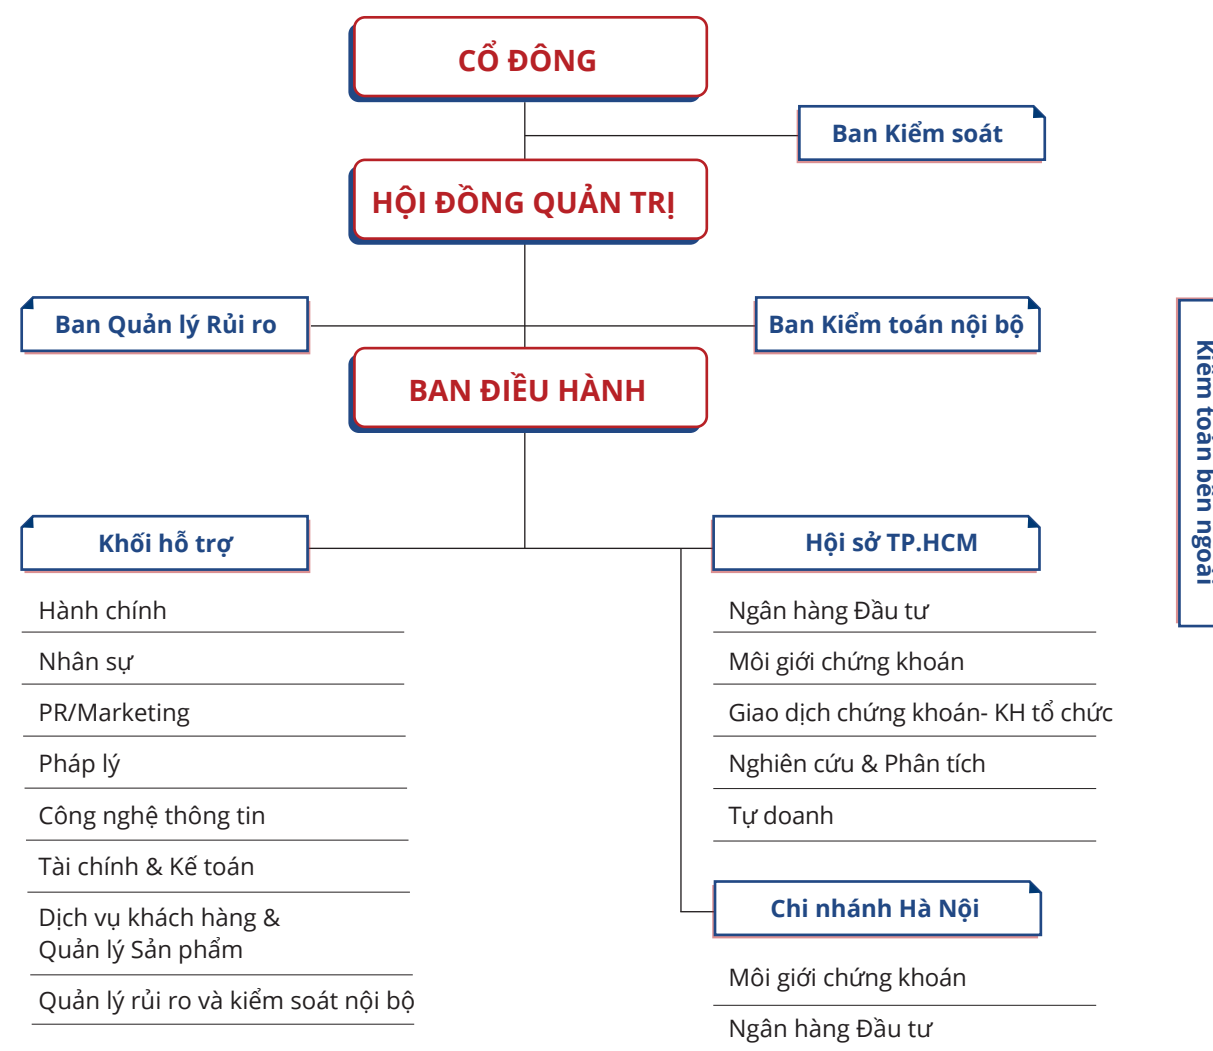 CỔ ĐÔNG
Ban Kiểm soát
HỘI ĐỒNG QUẢN TRỊ
Ban Quản lý Rủi ro
Ban Kiểm toán nội bộ
BAN ĐIỀU HÀNH
Kiểm toán bên ngoài
Khối hỗ trợ
Hành chính
Nhân sự
PR/Marketing
Pháp lý
Công nghệ thông tin
Tài chính & Kế toán
Dịch vụ khách hàng &
Quản lý Sản phẩm
Quản lý rủi ro và kiểm soát nội bộ
Hội sở TP.HCM
Ngân hàng Đầu tư
Môi giới chứng khoán
Giao dịch chứng khoán- KH tổ chức
Nghiên cứu & Phân tích
Tự doanh
Chi nhánh Hà Nội
Môi giới chứng khoán
Ngân hàng Đầu tư